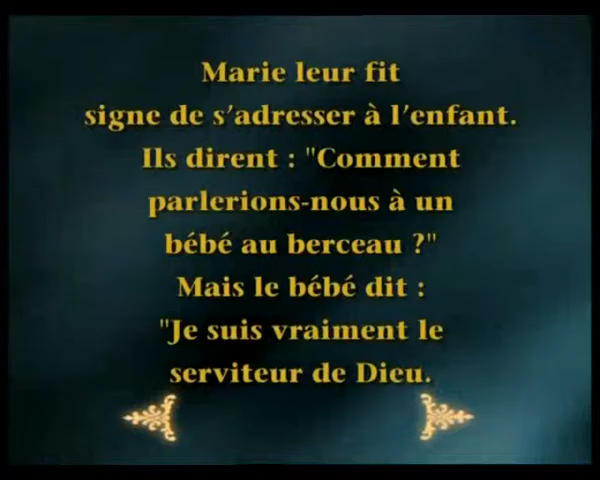 Marie leur fit
signe de s'adresser à l'enfant.
Ils dirent : "Comment
parlerions-nous à un
bébé au berceau ?"
Mais le bébé dit :
"Je suis vraiment le
serviteur de Dieu.